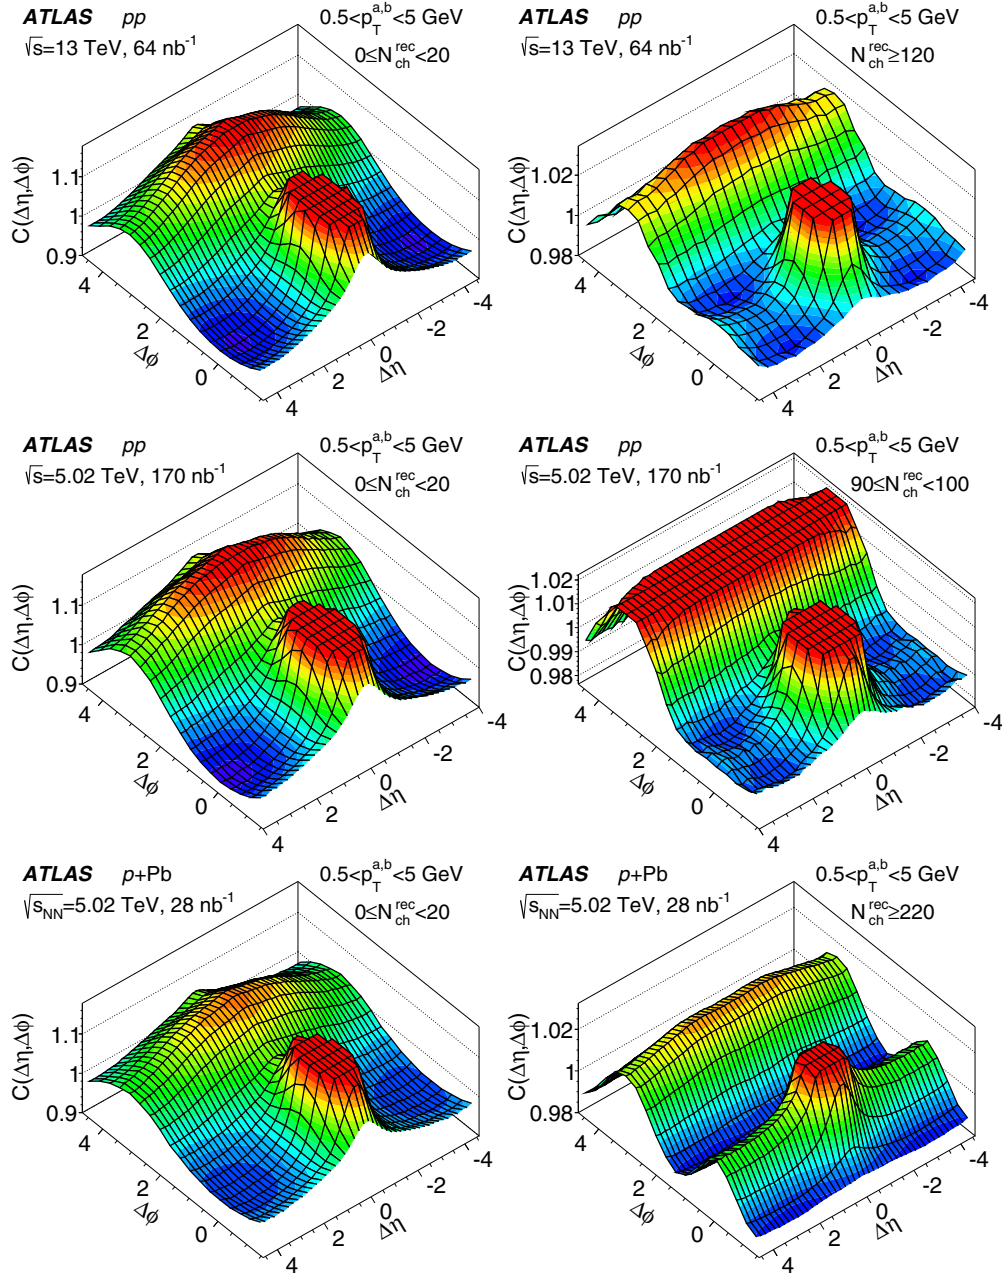 ATLAS pp 0.5<p_T^{a,b}<5 GeV
√s=13 TeV, 64 nb⁻¹ 0≤N_ch^rec<20
C(Δη,Δφ)
1.1
1
0.9
4
2
0
Δφ
4
2
0
-2
-4
Δη
ATLAS pp 0.5<p_T^{a,b}<5 GeV
√s=13 TeV, 64 nb⁻¹ N_ch^rec≥120
C(Δη,Δφ)
1.02
1
0.98
4
2
0
Δφ
4
2
0
-2
-4
Δη
ATLAS pp 0.5<p_T^{a,b}<5 GeV
√s=5.02 TeV, 170 nb⁻¹ 0≤N_ch^rec<20
C(Δη,Δφ)
1.1
1
0.9
4
2
0
Δφ
4
2
0
-2
-4
Δη
ATLAS pp 0.5<p_T^{a,b}<5 GeV
√s=5.02 TeV, 170 nb⁻¹ 90≤N_ch^rec<100
C(Δη,Δφ)
1.02
1.01
1
0.99
0.98
4
2
0
Δφ
4
2
0
-2
-4
Δη
ATLAS p+Pb 0.5<p_T^{a,b}<5 GeV
√s_NN=5.02 TeV, 28 nb⁻¹ 0≤N_ch^rec<20
C(Δη,Δφ)
1.1
1
0.9
4
2
0
Δφ
4
2
0
-2
-4
Δη
ATLAS p+Pb 0.5<p_T^{a,b}<5 GeV
√s_NN=5.02 TeV, 28 nb⁻¹ N_ch^rec≥220
C(Δη,Δφ)
1.02
1
0.98
4
2
0
Δφ
4
2
0
-2
-4
Δη